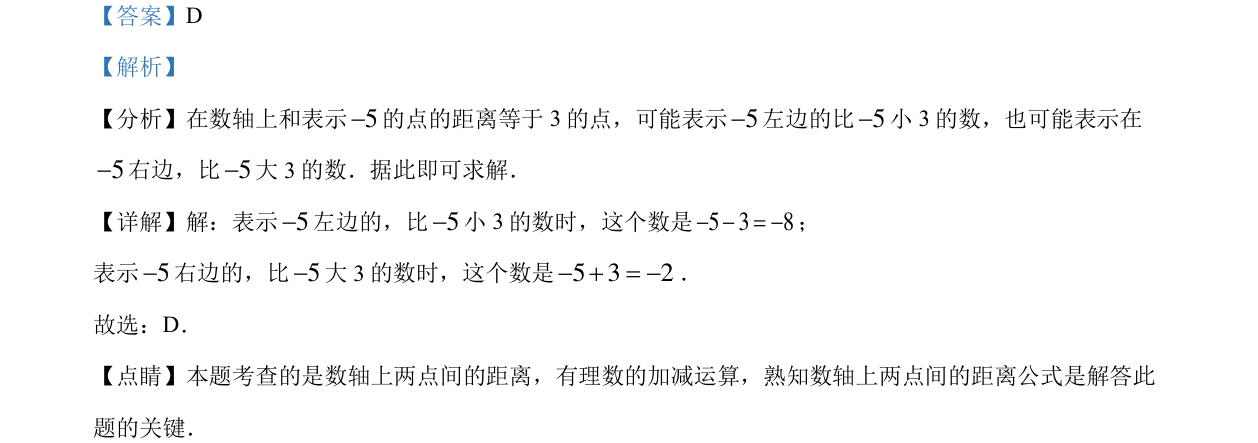 【答案】D
【解析】
【分析】在数轴上和表示−5的点的距离等于 3 的点，可能表示−5左边的比−5小 3 的数，也可能表示在
−5右边，比−5大 3 的数．据此即可求解．
【详解】解：表示−5左边的，比−5小 3 的数时，这个数是−5−3=−8；
表示−5右边的，比−5大 3 的数时，这个数是−5+3=−2．
故选：D．
【点睛】本题考查的是数轴上两点间的距离，有理数的加减运算，熟知数轴上两点间的距离公式是解答此
题的关键．